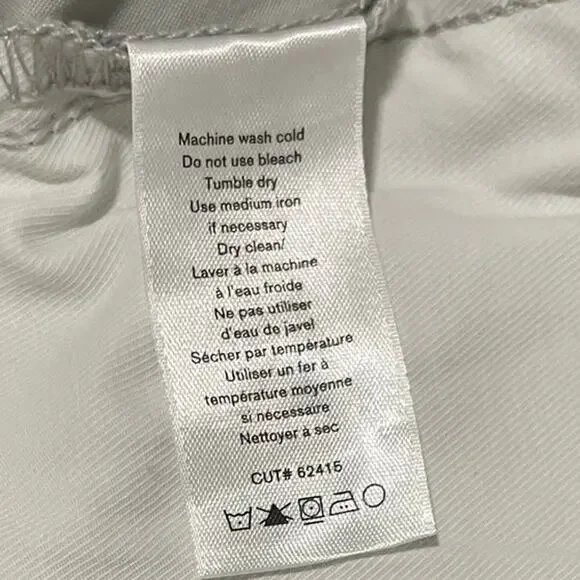 Machine wash cold
Do not use bleach
Tumble dry
Use medium iron
if necessary
Dry clean/
Laver à la machine
à l'eau froide
Ne pas utiliser
d'eau de javel
Sécher par température
Utiliser un fer à
température moyenne
si nécessaire
Nettoyer à sec
CUT# 62415